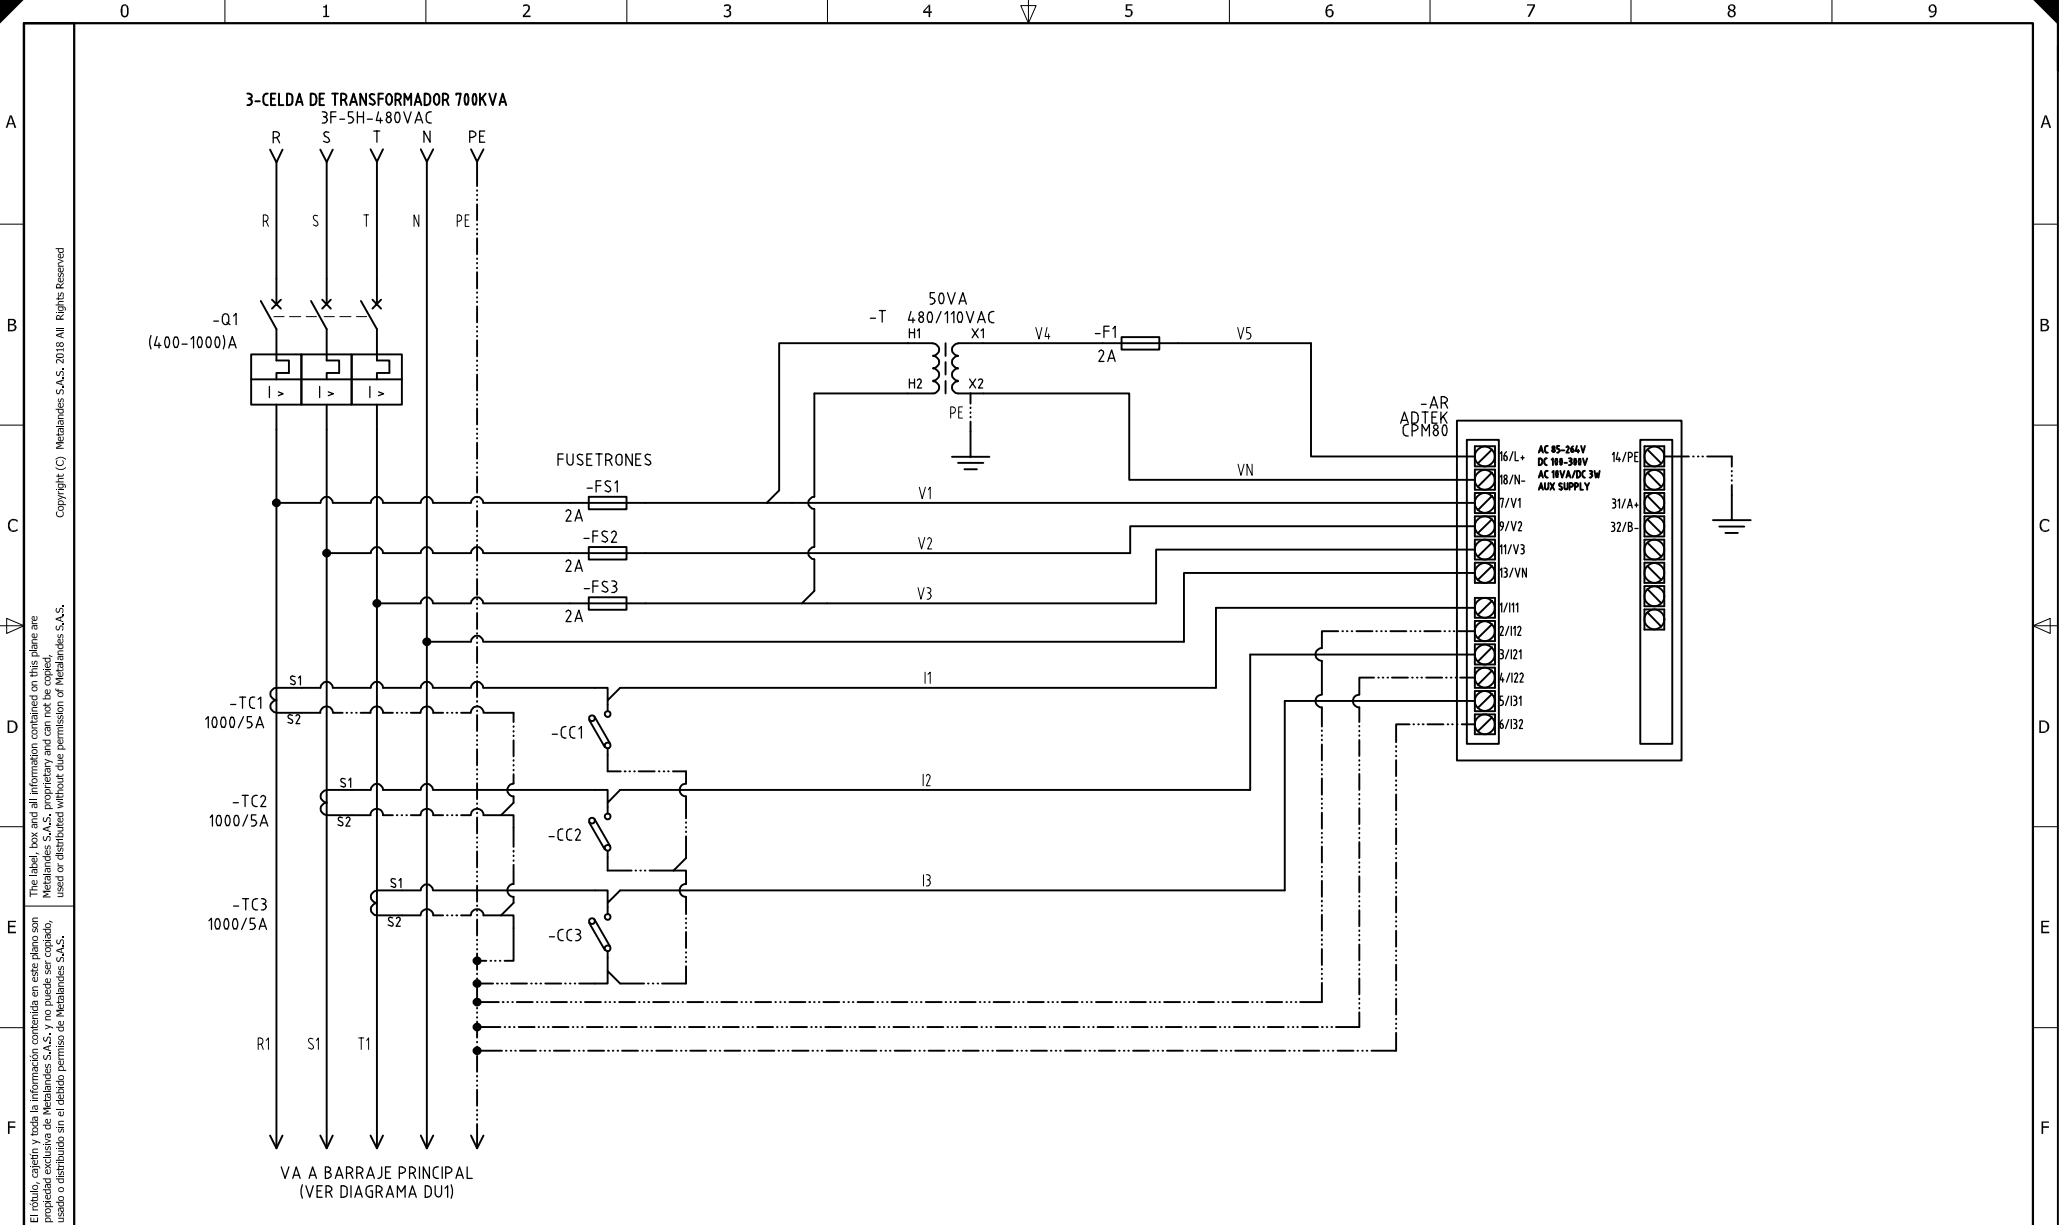 0 1 2 3 4 5 6 7 8 9
A
B
C
D
E
F
A
B
C
D
E
F
Copyright (C) Metalandes S.A.S. 2018 All Rights Reserved
The label, box and all information contained on this plane are
Metalandes S.A.S. proprietary and can not be copied,
used or distributed without due permission of Metalandes S.A.S.
El rótulo, cajetín y toda la información contenida en este plano son
propiedad exclusiva de Metalandes S.A.S. y no puede ser copiado,
usado o distribuido sin el debido permiso de Metalandes S.A.S.
3-CELDA DE TRANSFORMADOR 700KVA
3F-5H-480VAC
R S T N PE
R S T N PE
-Q1
(400-1000)A
I > I > I >
50VA
-T 480/110VAC
H1 X1
H2 X2
PE
V4
-F1
2A
V5
FUSETRONES
-FS1
2A
-FS2
2A
-FS3
2A
V1
V2
V3
VN
-AR
ADTEK
CPM80
AC 85-264V
DC 100-300V
AC 10VA/DC 3W
AUX SUPPLY
16/L+
18/N-
7/V1
9/V2
11/V3
13/VN
1/I11
2/I12
3/I21
4/I22
5/I31
6/I32
14/PE
31/A+
32/B-
S1
-TC1
1000/5A
S2
-CC1
I1
S1
-TC2
1000/5A
S2
-CC2
I2
S1
-TC3
1000/5A
S2
-CC3
I3
R1 S1 T1
VA A BARRAJE PRINCIPAL
(VER DIAGRAMA DU1)